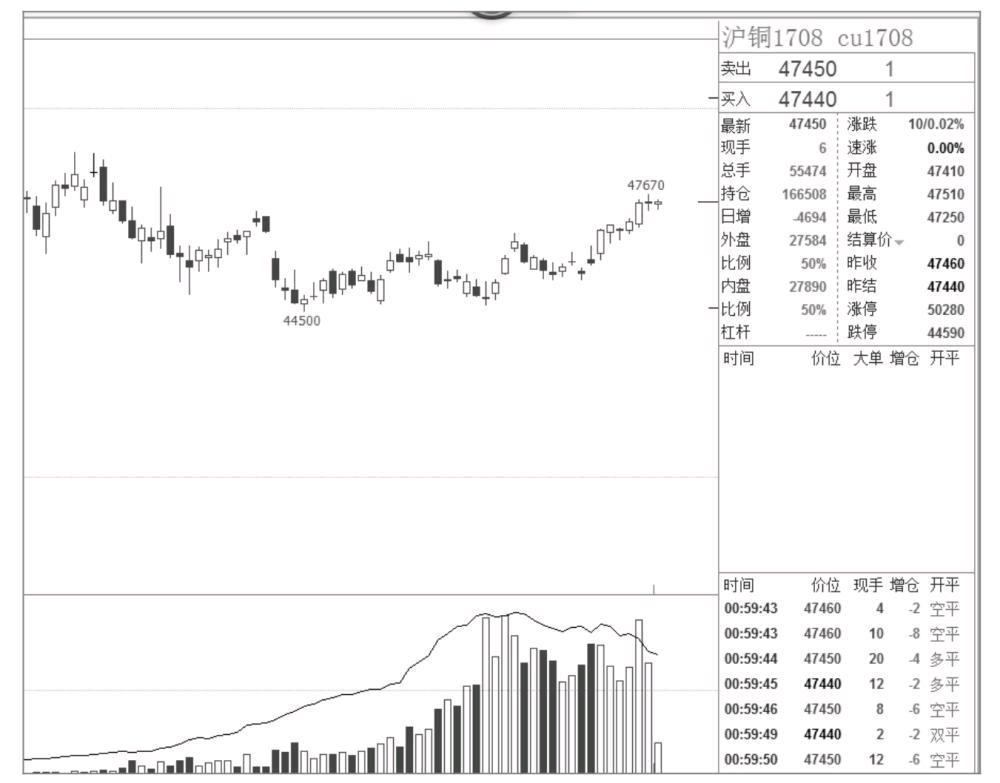 沪铜1708 cu1708
卖出 47450 1
买入 47440 1
最新 47450 涨跌 10/0.02%
现手 6 速涨 0.00%
总手 55474 开盘 47410
持仓 166508 最高 47510
日增 -4694 最低 47250
外盘 27584 结算价 0
比例 50% 昨收 47460
内盘 27890 昨结 47440
比例 50% 涨停 50280
杠杆 ----- 跌停 44590
时间 价位 大单 增仓 开平
47670
44500
时间 价位 现手 增仓 开平
00:59:43 47460 4 -2 空平
00:59:43 47460 10 -8 空平
00:59:44 47450 20 -4 多平
00:59:45 47440 12 -2 多平
00:59:46 47450 8 -6 空平
00:59:49 47440 2 -2 双平
00:59:50 47450 12 -6 空平